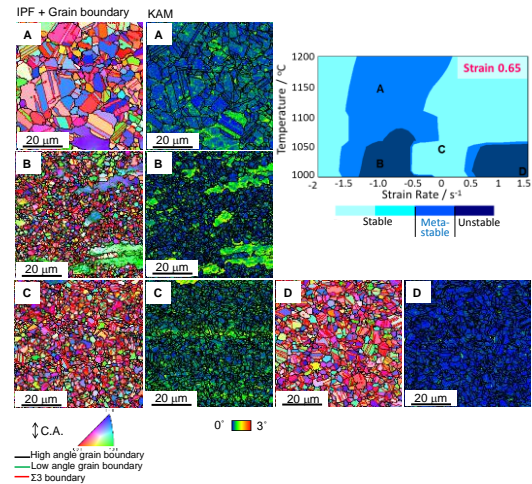 IPF + Grain boundary
KAM
A
20 μm
A
20 μm
B
20 μm
B
20 μm
C
20 μm
C
20 μm
D
20 μm
D
20 μm
Strain 0.65
Temperature / °C
1200
1150
1100
1050
1000
A
B
C
D
-2 -1.5 -1.0 -0.5 0 0.5 1.0 1.5
Strain Rate / s-1
Stable
Meta-
stable
Unstable
C.A.
0° 3°
High angle grain boundary
Low angle grain boundary
Σ3 boundary